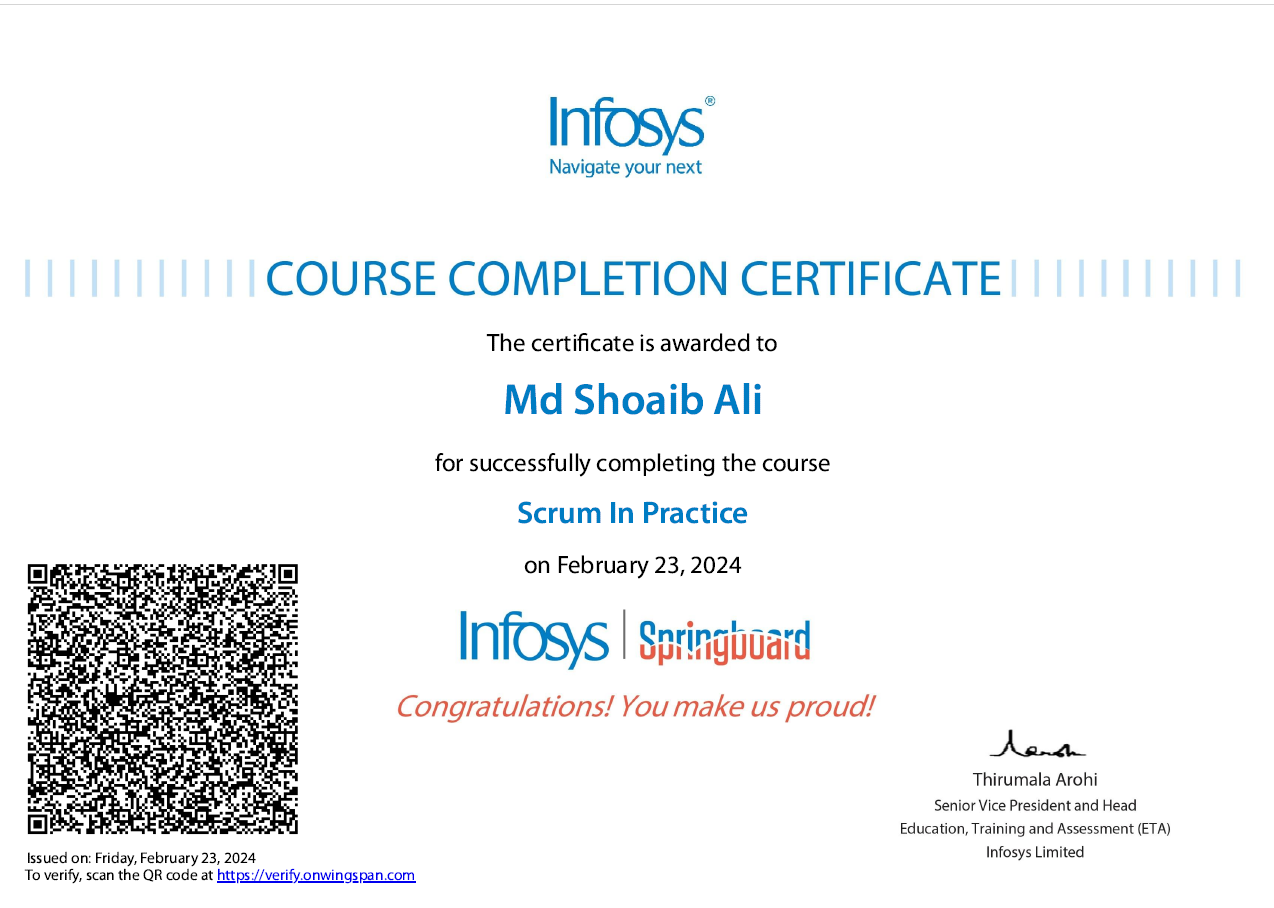 Infosys®
Navigate your next
COURSE COMPLETION CERTIFICATE
The certificate is awarded to
Md Shoaib Ali
for successfully completing the course
Scrum In Practice
on February 23, 2024
Infosys | Springboard
Congratulations! You make us proud!
Thirumala Arohi
Senior Vice President and Head
Education, Training and Assessment (ETA)
Infosys Limited
Issued on: Friday, February 23, 2024
To verify, scan the QR code at https://verify.onwingspan.com